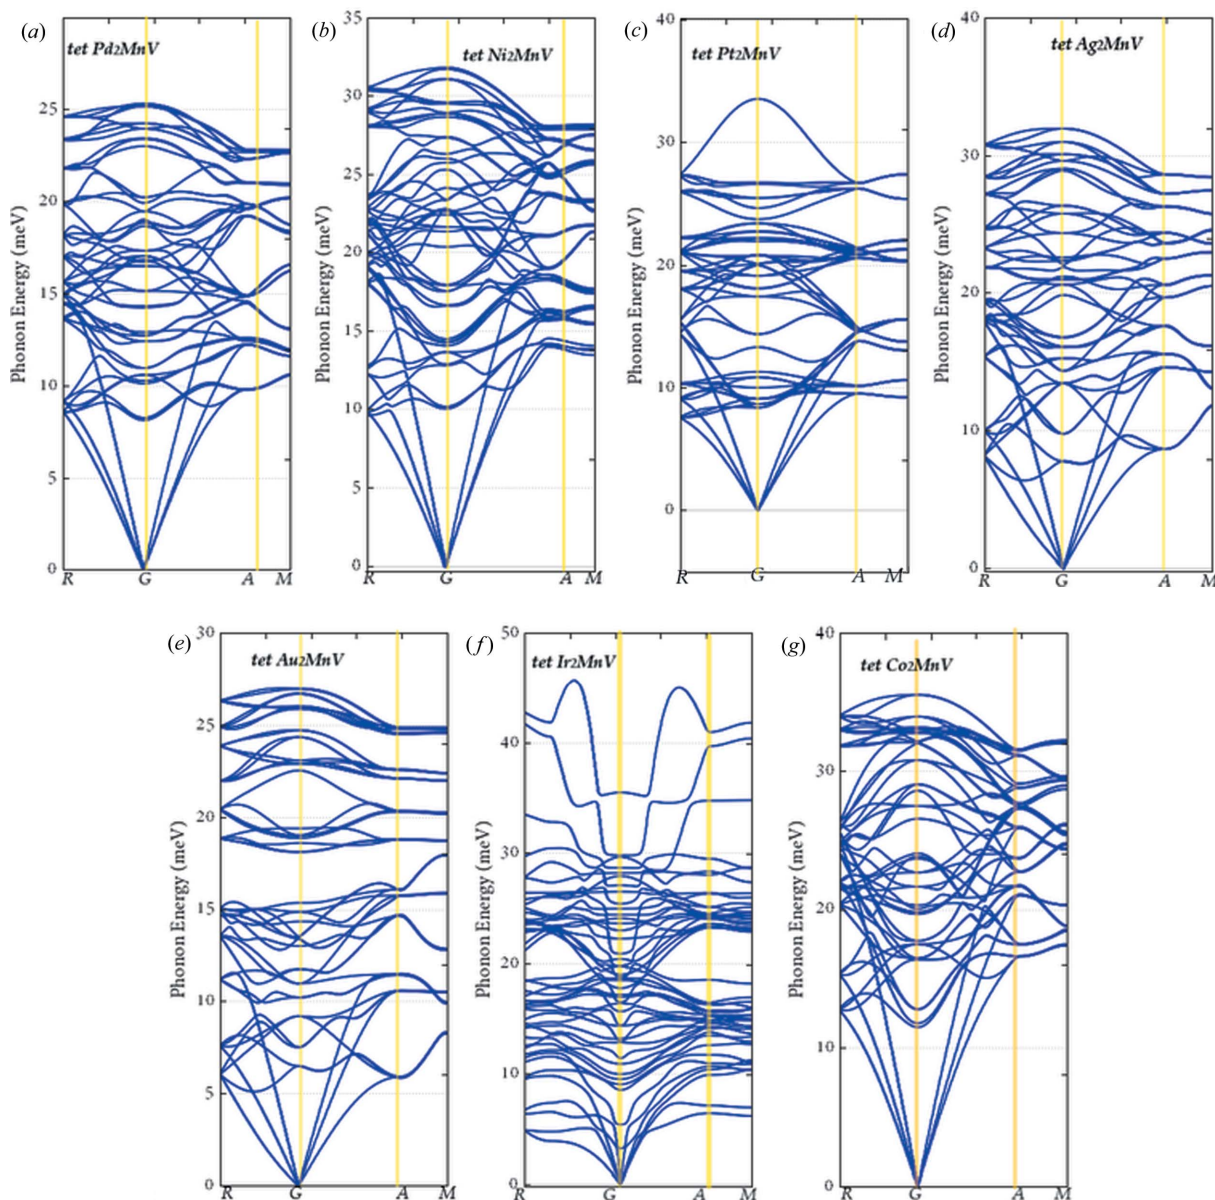 (a)
tet Pd2MnV
Phonon Energy (meV)
25
20
15
10
5
0
R G A M
(b)
tet Ni2MnV
Phonon Energy (meV)
35
30
25
20
15
10
5
0
R G A M
(c)
tet Pt2MnV
Phonon Energy (meV)
40
30
20
10
0
R G A M
(d)
tet Ag2MnV
Phonon Energy (meV)
40
30
20
10
0
R G A M
(e)
tet Au2MnV
Phonon Energy (meV)
30
25
20
15
10
5
0
R G A M
(f)
tet Ir2MnV
Phonon Energy (meV)
50
40
30
20
10
0
R G A M
(g)
tet Co2MnV
Phonon Energy (meV)
40
30
20
10
0
R G A M